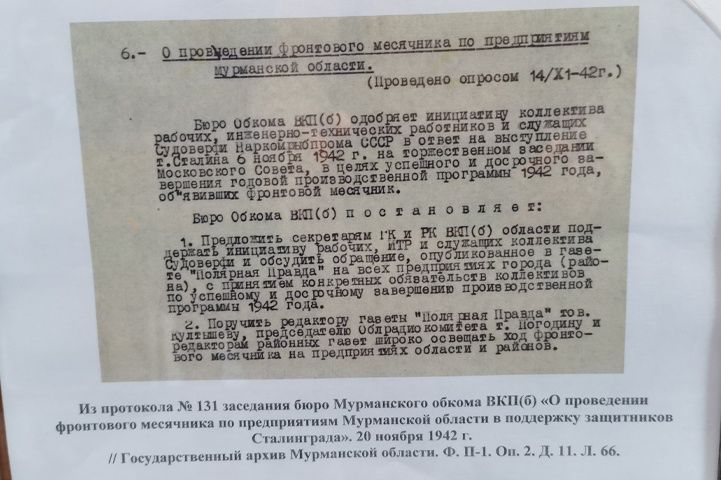 6.- О проведении фронтового месячника по предприятиям
Мурманской области.
(Проведено опросом 14/XI-42г.)
Бюро Обкома ВКП(б) одобряет инициативу коллектива
рабочих, инженерно-технических работников и служащих
Судоверфи Наркомрыбпрома СССР в ответ на выступление
т.Сталина 6 ноября 1942 г. на торжественном заседании
Московского Совета, в целях успешного и досрочного за-
вершения годовой производственной программы 1942 года,
об"явивших фронтовой месячник.
Бюро Обкома ВКП(б) п о с т а н о в л я е т:
1. Предложить секретарям ГК и РК ВКП(б) области под-
держать инициативу рабочих, ИТР и служащих коллектива
Судоверфи и обсудить обращение, опубликованное в газе-
те "Полярная Правда" на всех предприятиях города (райо-
на), с принятием конкретных обязательств коллективов
по успешному и досрочному завершению производственной
программы 1942 года.
2. Поручить редактору газеты "Полярная Правда" тов.
Култышеву, председателю Облрадиокомитета т. Погодину и
редакторам районных газет широко освещать ход фронто-
вого месячника на предприятиях области и районов.
Из протокола № 131 заседания бюро Мурманского обкома ВКП(б) «О проведении
фронтового месячника по предприятиям Мурманской области в поддержку защитников
Сталинграда». 20 ноября 1942 г.
// Государственный архив Мурманской области. Ф. П-1. Оп. 2. Д. 11. Л. 66.